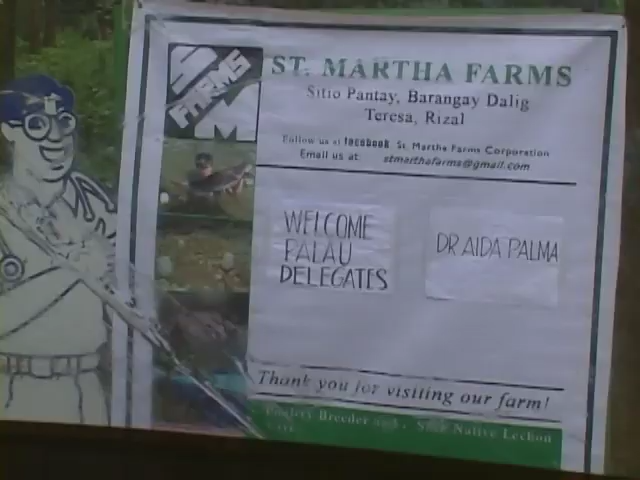 S
FARMS
M
ST. MARTHA FARMS
Sitio Pantay, Barangay Dalig
Teresa, Rizal
Follow us at facebook St. Martha Farms Corporation
Email us at stmarthafarms@gmail.com
WELCOME
PALAU
DELEGATES
DR AIDA PALMA
Thank you for visiting our farm!
Breeder
Native Lechon